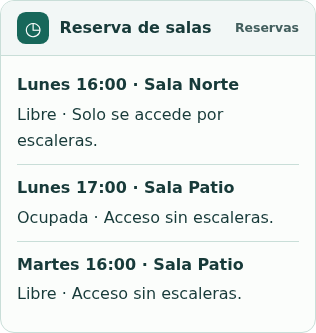 Reserva de salas
Reservas
Lunes 16:00 · Sala Norte
Libre · Solo se accede por
escaleras.
Lunes 17:00 · Sala Patio
Ocupada · Acceso sin escaleras.
Martes 16:00 · Sala Patio
Libre · Acceso sin escaleras.